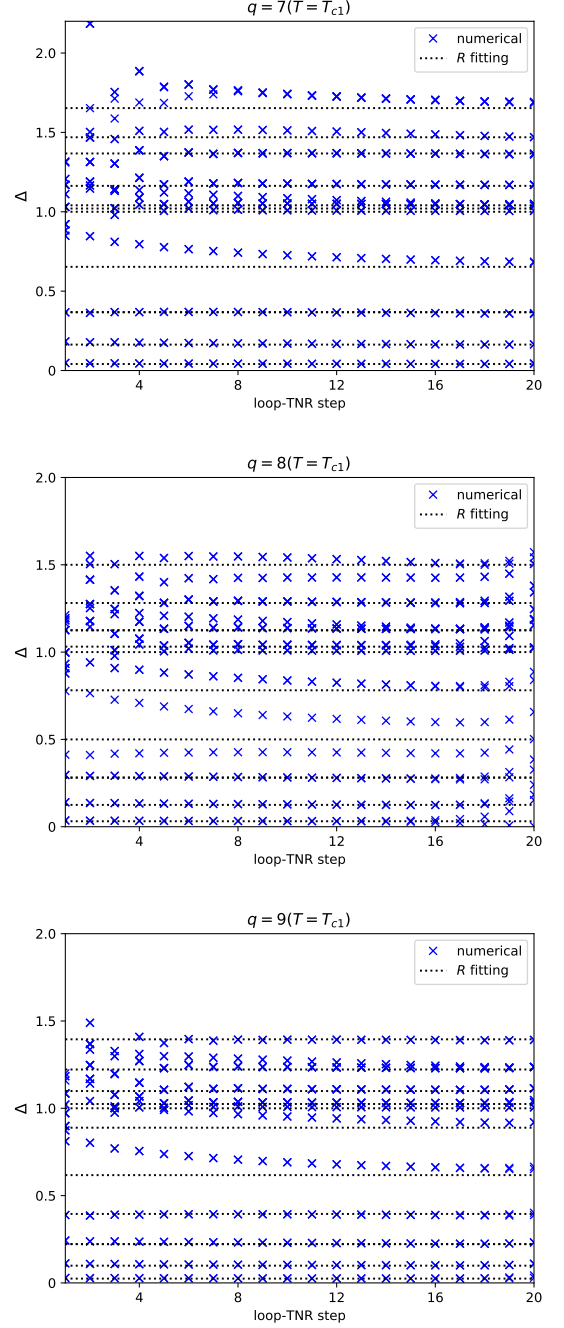 q = 7(T = Tc1)
numerical
R fitting
2.0
1.5
1.0
0.5
0
Δ
4 8 12 16 20
loop-TNR step
q = 8(T = Tc1)
numerical
R fitting
2.0
1.5
1.0
0.5
0
Δ
4 8 12 16 20
loop-TNR step
q = 9(T = Tc1)
numerical
R fitting
2.0
1.5
1.0
0.5
0
Δ
4 8 12 16 20
loop-TNR step